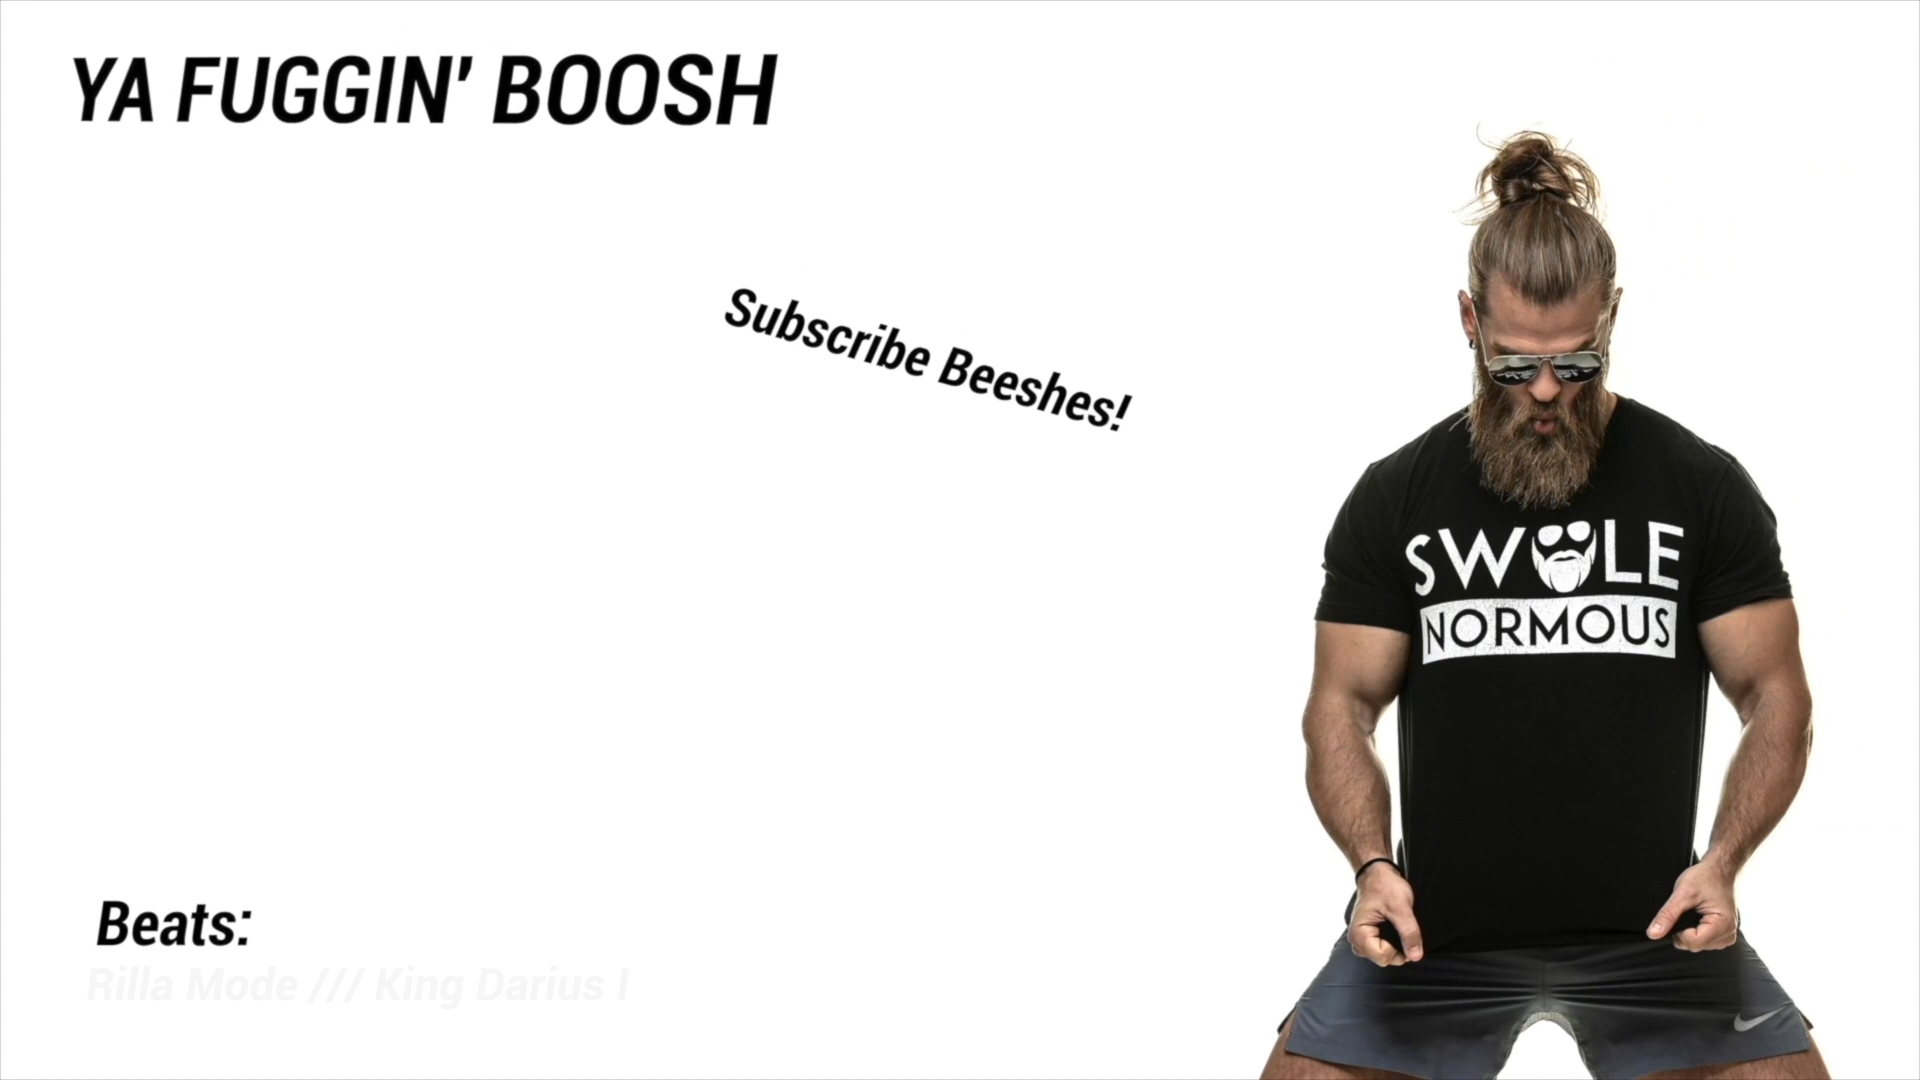 YA FUGGIN' BOOSH
Subscribe Beeshes!
SWOLE
NORMOUS
Beats:
Rilla Mode /// King Darius I